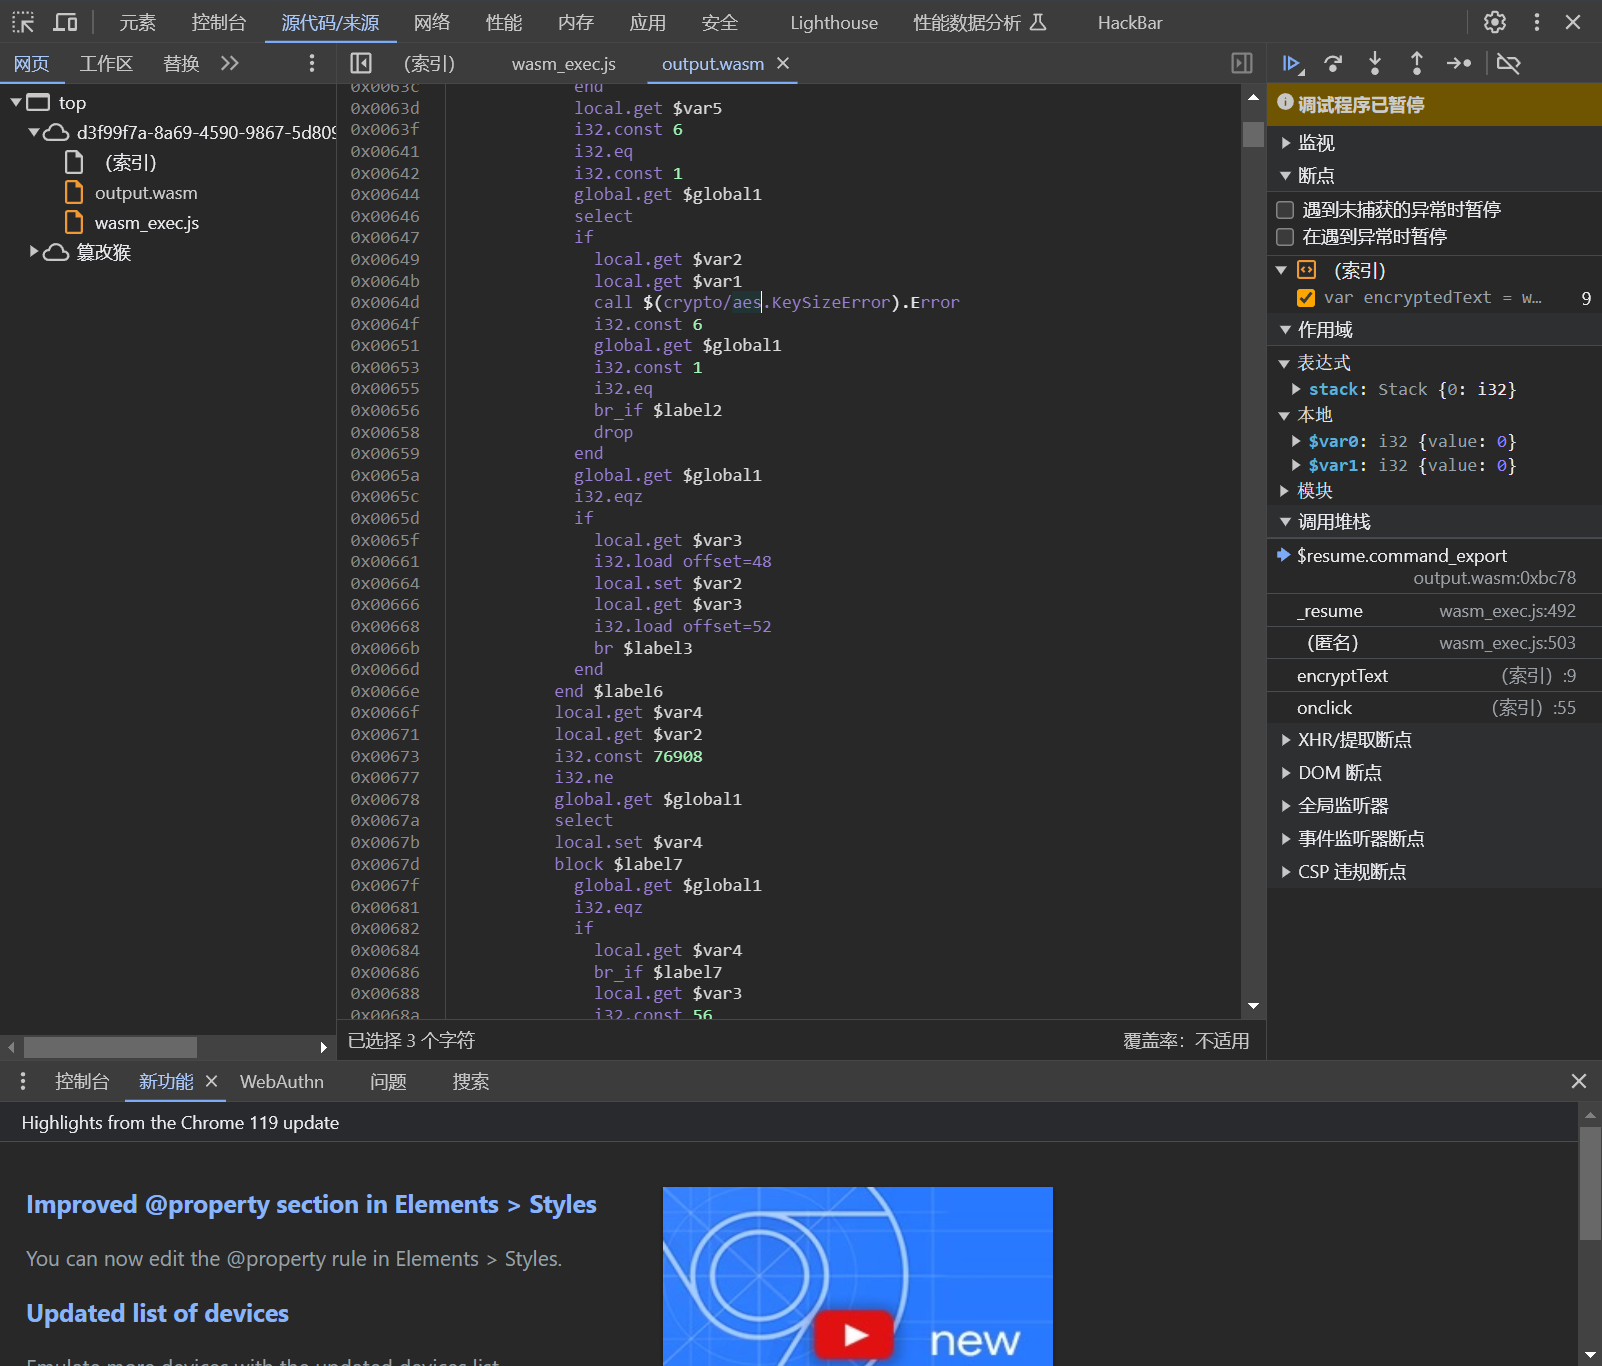 元素 控制台 源代码/来源 网络 性能 内存 应用 安全 Lighthouse 性能数据分析 HackBar
网页 工作区 替换
(索引) wasm_exec.js output.wasm
top
d3f99f7a-8a69-4590-9867-5d809
(索引)
output.wasm
wasm_exec.js
篡改猴
0x0063c end
0x0063d local.get $var5
0x0063f i32.const 6
0x00641 i32.eq
0x00642 i32.const 1
0x00644 global.get $global1
0x00646 select
0x00647 if
0x00649 local.get $var2
0x0064b local.get $var1
0x0064d call $(crypto/aes.KeySizeError).Error
0x0064f i32.const 6
0x00651 global.get $global1
0x00653 i32.const 1
0x00655 i32.eq
0x00656 br_if $label2
0x00658 drop
0x00659 end
0x0065a global.get $global1
0x0065c i32.eqz
0x0065d if
0x0065f local.get $var3
0x00661 i32.load offset=48
0x00664 local.set $var2
0x00666 local.get $var3
0x00668 i32.load offset=52
0x0066b br $label3
0x0066d end
0x0066e end $label6
0x0066f local.get $var4
0x00671 local.get $var2
0x00673 i32.const 76908
0x00677 i32.ne
0x00678 global.get $global1
0x0067a select
0x0067b local.set $var4
0x0067d block $label7
0x0067f global.get $global1
0x00681 i32.eqz
0x00682 if
0x00684 local.get $var4
0x00686 br_if $label7
0x00688 local.get $var3
0x0068a i32.const 56
已选择 3 个字符 覆盖率：不适用
调试程序已暂停
监视
断点
遇到未捕获的异常时暂停
在遇到异常时暂停
(索引)
var encryptedText = w… 9
作用域
表达式
stack: Stack {0: i32}
本地
$var0: i32 {value: 0}
$var1: i32 {value: 0}
模块
调用堆栈
$resume.command_export
output.wasm:0xbc78
_resume wasm_exec.js:492
(匿名) wasm_exec.js:503
encryptText (索引) :9
onclick (索引) :55
XHR/提取断点
DOM 断点
全局监听器
事件监听器断点
CSP 违规断点
控制台 新功能 WebAuthn 问题 搜索
Highlights from the Chrome 119 update
Improved @property section in Elements > Styles
You can now edit the @property rule in Elements > Styles.
Updated list of devices
Emulate more devices with the updated devices list.
new